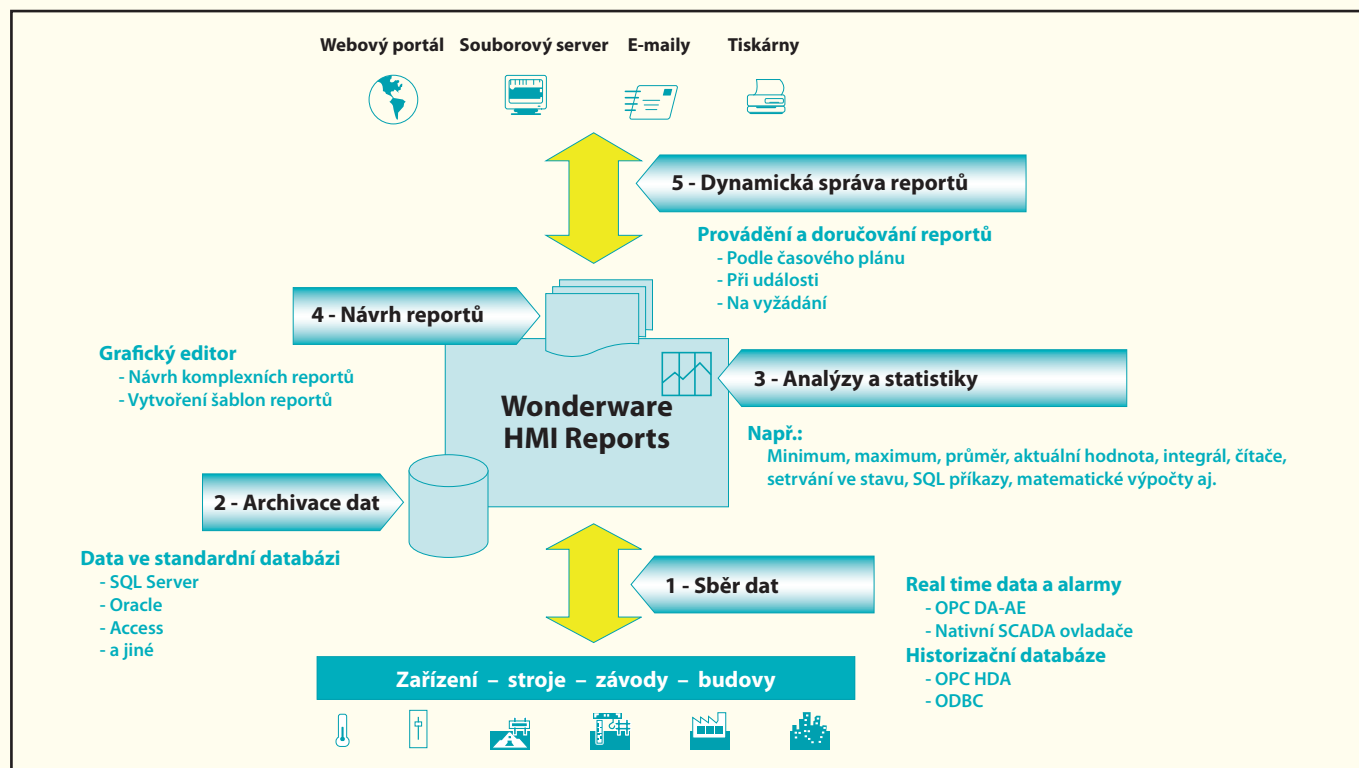 Webový portál
Souborový server
E-maily
Tiskárny
5 - Dynamická správa reportů
Provádění a doručování reportů
- Podle časového plánu
- Při události
- Na vyžádání
4 - Návrh reportů
Grafický editor
- Návrh komplexních reportů
- Vytvoření šablon reportů
3 - Analýzy a statistiky
Wonderware
HMI Reports
Např.:
Minimum, maximum, průměr, aktuální hodnota, integrál, čítače,
setrvání ve stavu, SQL příkazy, matematické výpočty aj.
2 - Archivace dat
Data ve standardní databázi
- SQL Server
- Oracle
- Access
- a jiné
1 - Sběr dat
Real time data a alarmy
- OPC DA-AE
- Nativní SCADA ovladače
Historizační databáze
- OPC HDA
- ODBC
Zařízení – stroje – závody – budovy